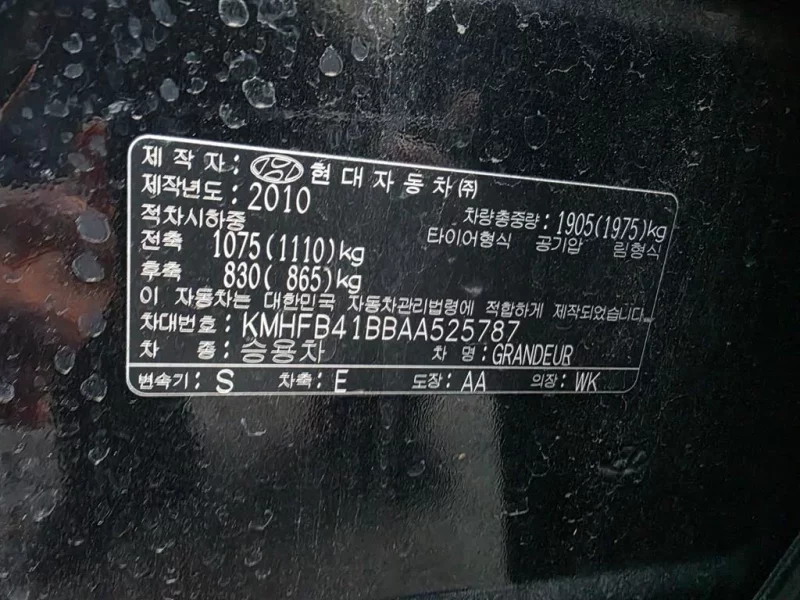 제 작 자 : 현 대 자 동 차 ㈜
제작년도 : 2010 차량총중량 : 1905(1975)kg
적차시하중 타이어형식 공기압 림형식
전축 1075(1110)kg
후축 830( 865)kg
이 자동차는 대한민국 자동차관리법령에 적합하게 제작되었습니다.
차대번호 : KMHFB41BBAA525787
차 종 : 승용차 차 명 : GRANDEUR
변속기 : S 차축 : E 도장 : AA 의장 : WK